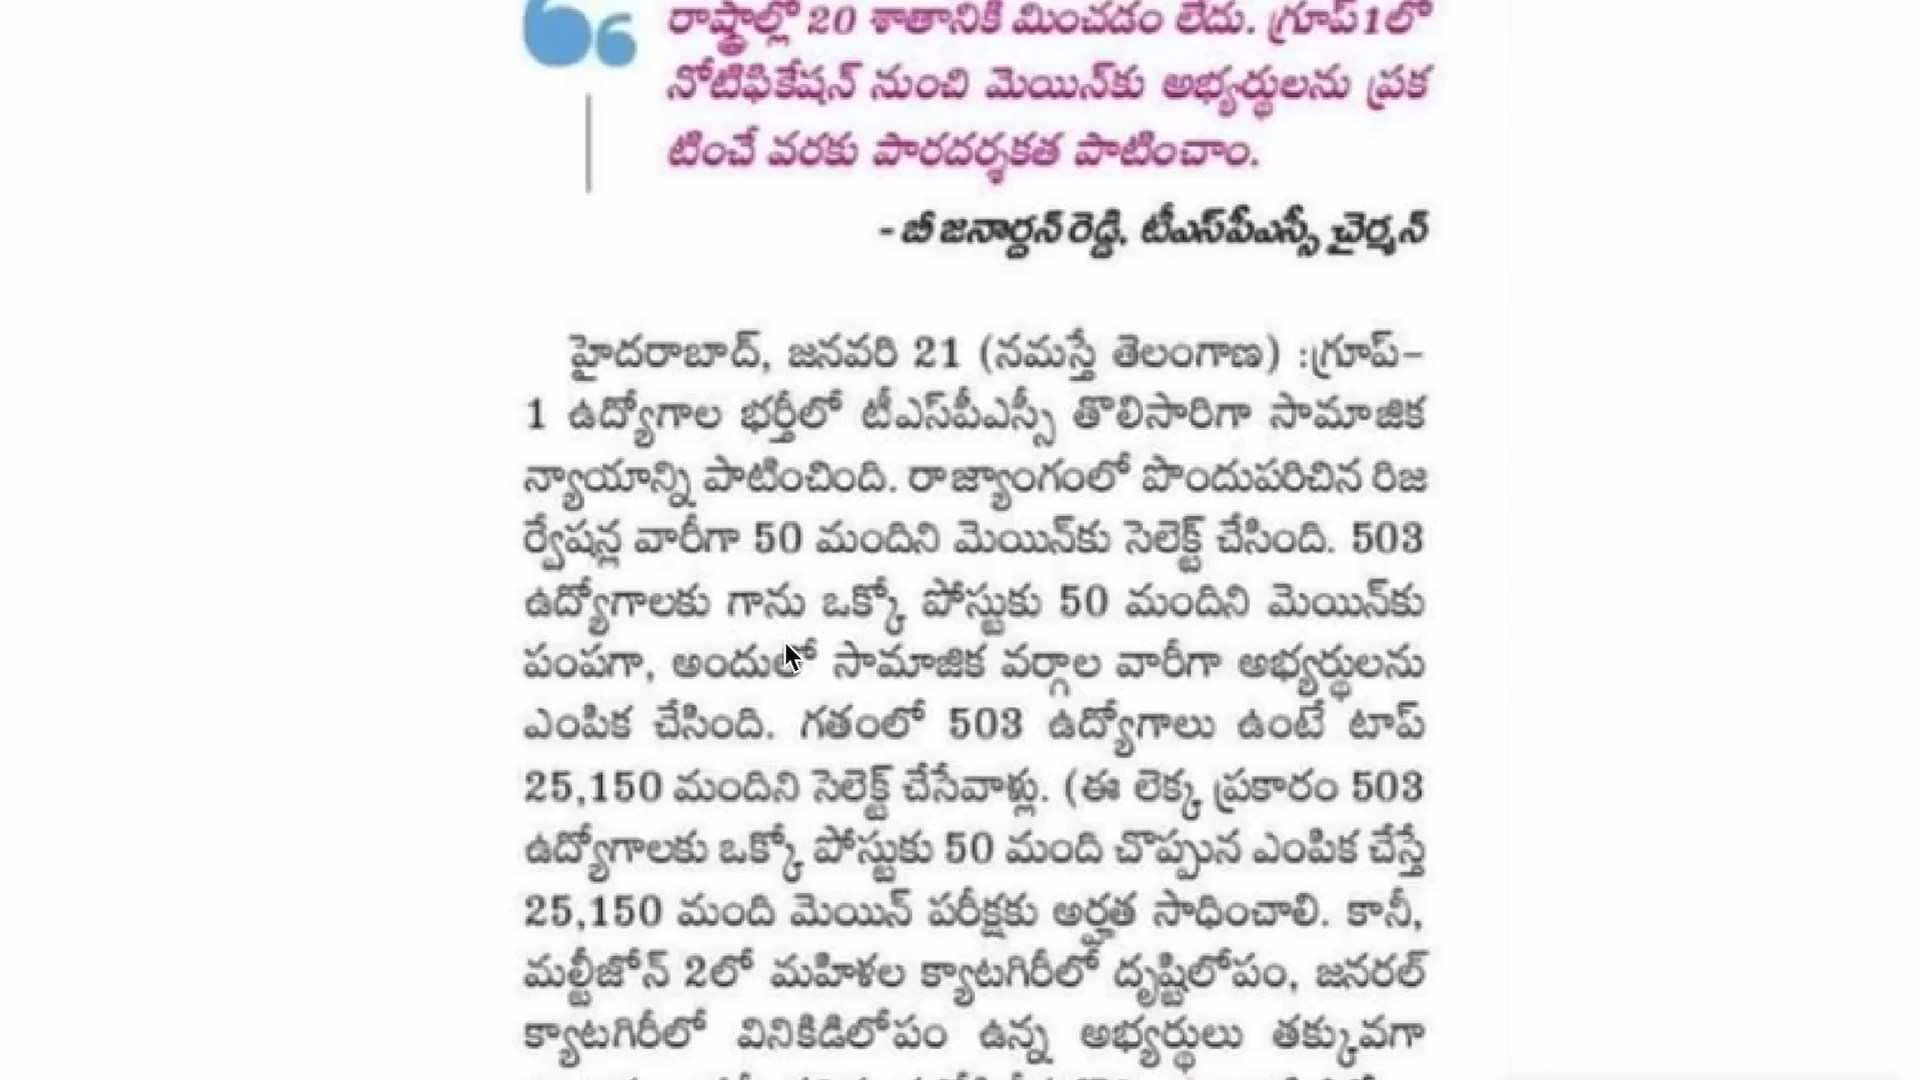 రాష్ట్రాల్లో 20 శాతానికి మించడం లేదు. గ్రూప్1లో
నోటిఫికేషన్ నుంచి మెయిన్‌కు అభ్యర్థులను ప్రక
టించే వరకు పారదర్శకత పాటించాం.
- బీ జనార్దన్ రెడ్డి, టీఎస్‌పీఎస్సీ చైర్మన్
హైదరాబాద్, జనవరి 21 (నమస్తే తెలంగాణ) :గ్రూప్–
1 ఉద్యోగాల భర్తీలో టీఎస్‌పీఎస్సీ తొలిసారిగా సామాజిక
న్యాయాన్ని పాటించింది. రాజ్యాంగంలో పొందుపరిచిన రిజ
ర్వేషన్ల వారీగా 50 మందిని మెయిన్‌కు సెలెక్ట్ చేసింది. 503
ఉద్యోగాలకు గాను ఒక్కో పోస్టుకు 50 మందిని మెయిన్‌కు
పంపగా, అందులో సామాజిక వర్గాల వారీగా అభ్యర్థులను
ఎంపిక చేసింది. గతంలో 503 ఉద్యోగాలు ఉంటే టాప్
25,150 మందిని సెలెక్ట్ చేసేవాళ్లు. (ఈ లెక్క ప్రకారం 503
ఉద్యోగాలకు ఒక్కో పోస్టుకు 50 మంది చొప్పున ఎంపిక చేస్తే
25,150 మంది మెయిన్ పరీక్షకు అర్హత సాధించాలి. కానీ,
మల్టీజోన్ 2లో మహిళల క్యాటగిరీలో దృష్టిలోపం, జనరల్
క్యాటగిరీలో వినికిడిలోపం ఉన్న అభ్యర్థులు తక్కువగా